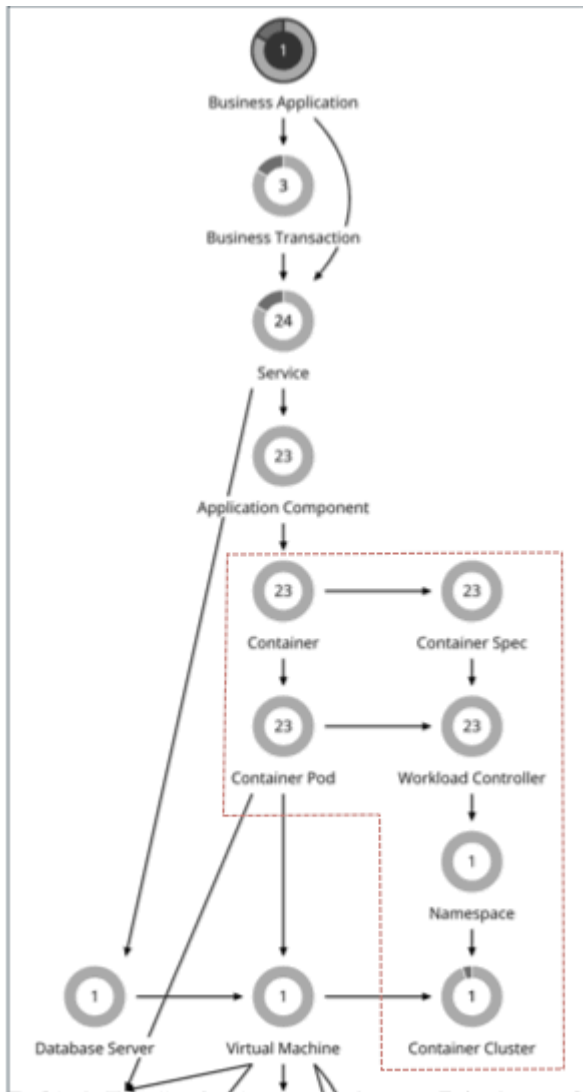 1
Business Application
3
Business Transaction
24
Service
23
Application Component
23 23
Container Container Spec
23 23
Container Pod Workload Controller
1
Namespace
1 1 1
Database Server Virtual Machine Container Cluster